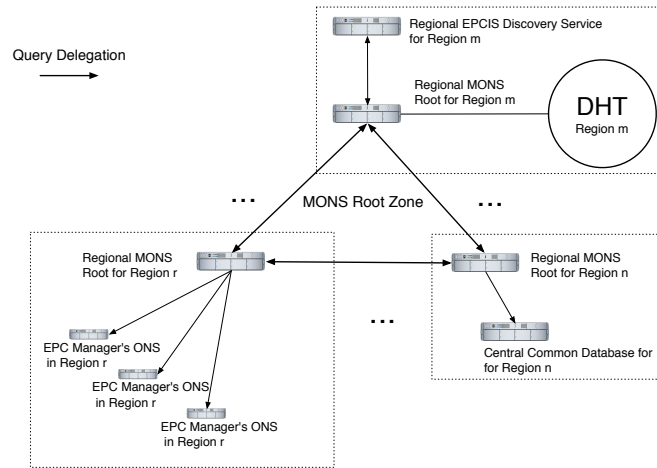 Regional EPCIS Discovery Service
for Region m
Query Delegation
Regional MONS
Root for Region m
DHT
Region m
...
MONS Root Zone
...
Regional MONS
Root for Region r
Regional MONS
Root for Region n
...
EPC Manager's ONS
in Region r
Central Common Database for
for Region n
EPC Manager's ONS
in Region r
EPC Manager's ONS
in Region r